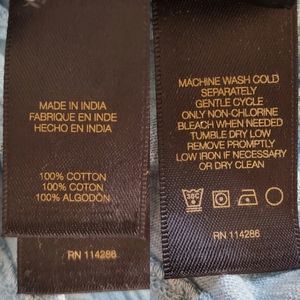 MADE IN INDIA
FABRIQUE EN INDE
HECHO EN INDIA
100% COTTON
100% COTON
100% ALGODÓN
RN 114286
MACHINE WASH COLD
SEPARATELY
GENTLE CYCLE
ONLY NON-CHLORINE
BLEACH WHEN NEEDED
TUMBLE DRY LOW
REMOVE PROMPTLY
LOW IRON IF NECESSARY
OR DRY CLEAN
RN 114286